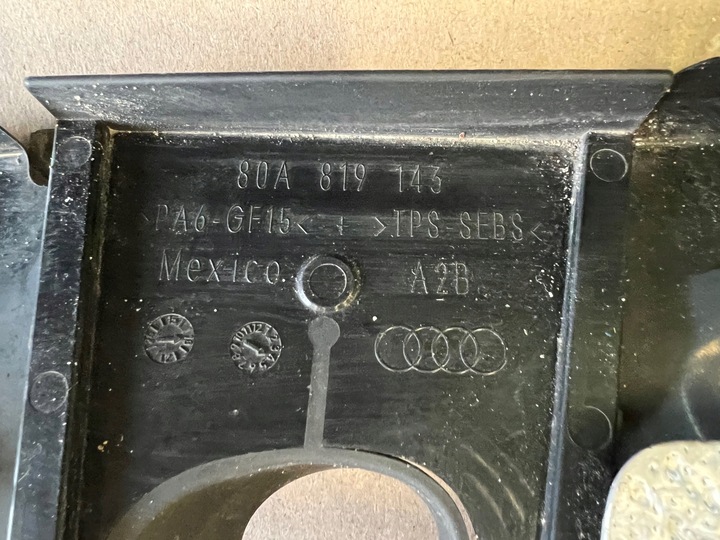 80A 819 143
>PA6-GF15< + >TPS-SEBS<
Mexico A2B